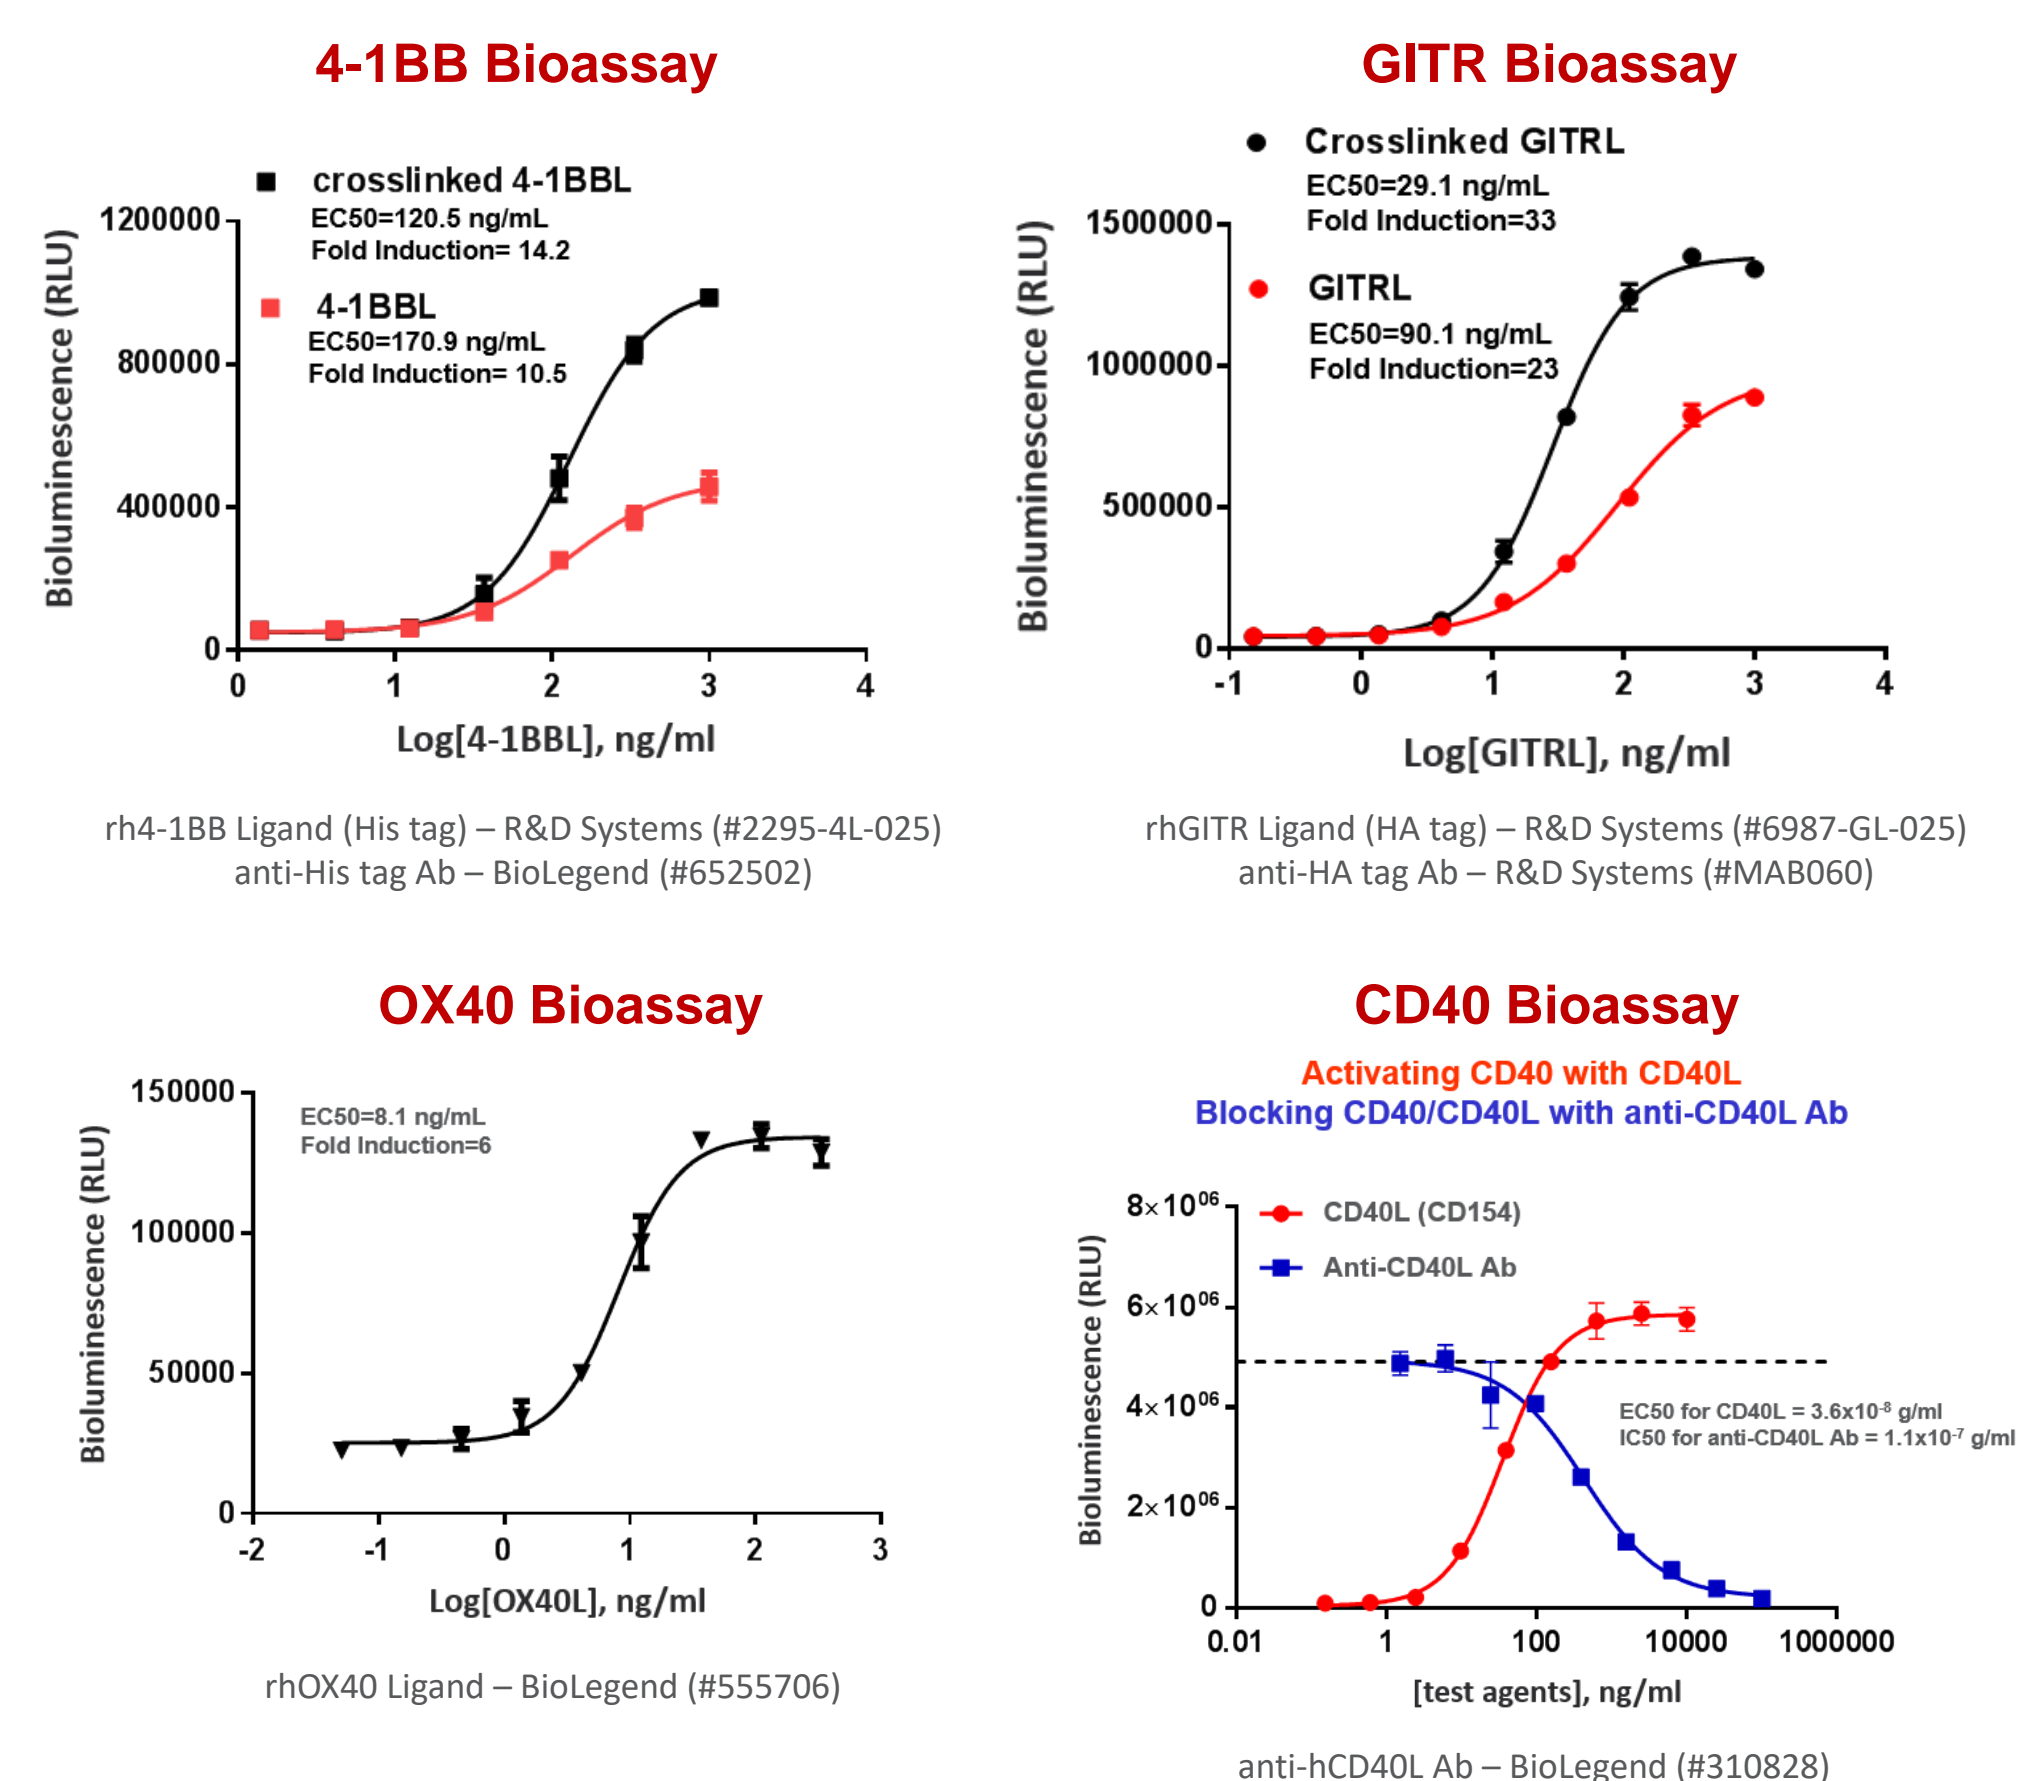 4-1BB Bioassay
crosslinked 4-1BBL
EC50=120.5 ng/mL
Fold Induction= 14.2
4-1BBL
EC50=170.9 ng/mL
Fold Induction= 10.5
Bioluminescence (RLU)
1200000
800000
400000
0
0 1 2 3 4
Log[4-1BBL], ng/ml
rh4-1BB Ligand (His tag) – R&D Systems (#2295-4L-025)
anti-His tag Ab – BioLegend (#652502)
GITR Bioassay
Crosslinked GITRL
EC50=29.1 ng/mL
Fold Induction=33
GITRL
EC50=90.1 ng/mL
Fold Induction=23
Bioluminescence (RLU)
1500000
1000000
500000
0
-1 0 1 2 3 4
Log[GITRL], ng/ml
rhGITR Ligand (HA tag) – R&D Systems (#6987-GL-025)
anti-HA tag Ab – R&D Systems (#MAB060)
OX40 Bioassay
EC50=8.1 ng/mL
Fold Induction=6
Bioluminescence (RLU)
150000
100000
50000
0
-2 -1 0 1 2 3
Log[OX40L], ng/ml
rhOX40 Ligand – BioLegend (#555706)
CD40 Bioassay
Activating CD40 with CD40L
Blocking CD40/CD40L with anti-CD40L Ab
CD40L (CD154)
Anti-CD40L Ab
Bioluminescence (RLU)
8×10⁰⁶
6×10⁰⁶
4×10⁰⁶
2×10⁰⁶
0
EC50 for CD40L = 3.6x10⁻⁸ g/ml
IC50 for anti-CD40L Ab = 1.1x10⁻⁷ g/ml
0.01 1 100 10000 1000000
[test agents], ng/ml
anti-hCD40L Ab – BioLegend (#310828)